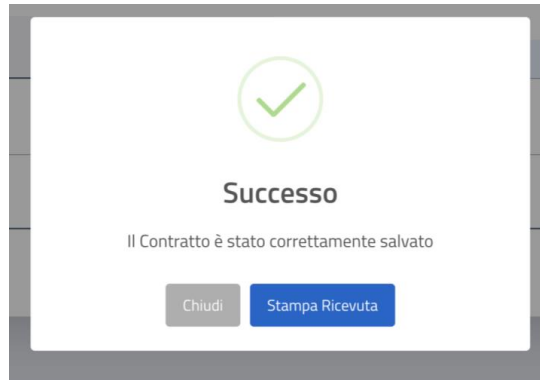 Successo
Il Contratto è stato correttamente salvato
Chiudi
Stampa Ricevuta